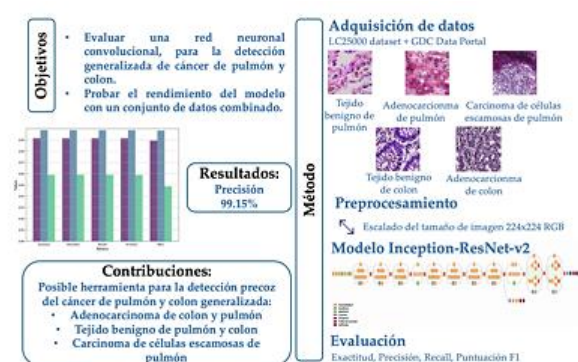 Objetivos
• Evaluar una red neuronal
convolucional, para la detección
generalizada de cáncer de pulmón y
colon.
• Probar el rendimiento del modelo
con un conjunto de datos combinado.
Resultados:
Precisión
99.15%
Contribuciones:
Posible herramienta para la detección precoz
del cáncer de pulmón y colon generalizada:
• Adenocarcinoma de colon y pulmón
• Tejido benigno de pulmón y colon
• Carcinoma de células escamosas de
pulmón
Método
Adquisición de datos
LC25000 dataset + GDC Data Portal
Tejido
benigno de
pulmón
Adenocarcionma
de pulmón
Carcinoma de células
escamosas de pulmón
Tejido benigno
de colon
Adenocarcionma
de colon
Preprocesamiento
Escalado del tamaño de imagen 224x224 RGB
Modelo Inception-ResNet-v2
Evaluación
Exactitud, Precisión, Recall, Puntuación F1